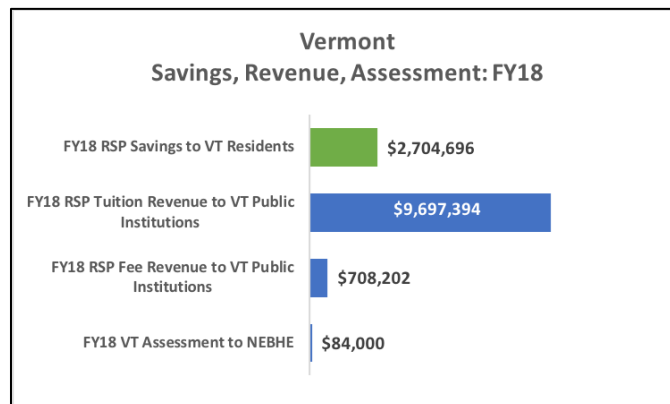 Vermont
Savings, Revenue, Assessment: FY18
FY18 RSP Savings to VT Residents
$2,704,696
FY18 RSP Tuition Revenue to VT Public
Institutions
$9,697,394
FY18 RSP Fee Revenue to VT Public
Institutions
$708,202
FY18 VT Assessment to NEBHE
$84,000